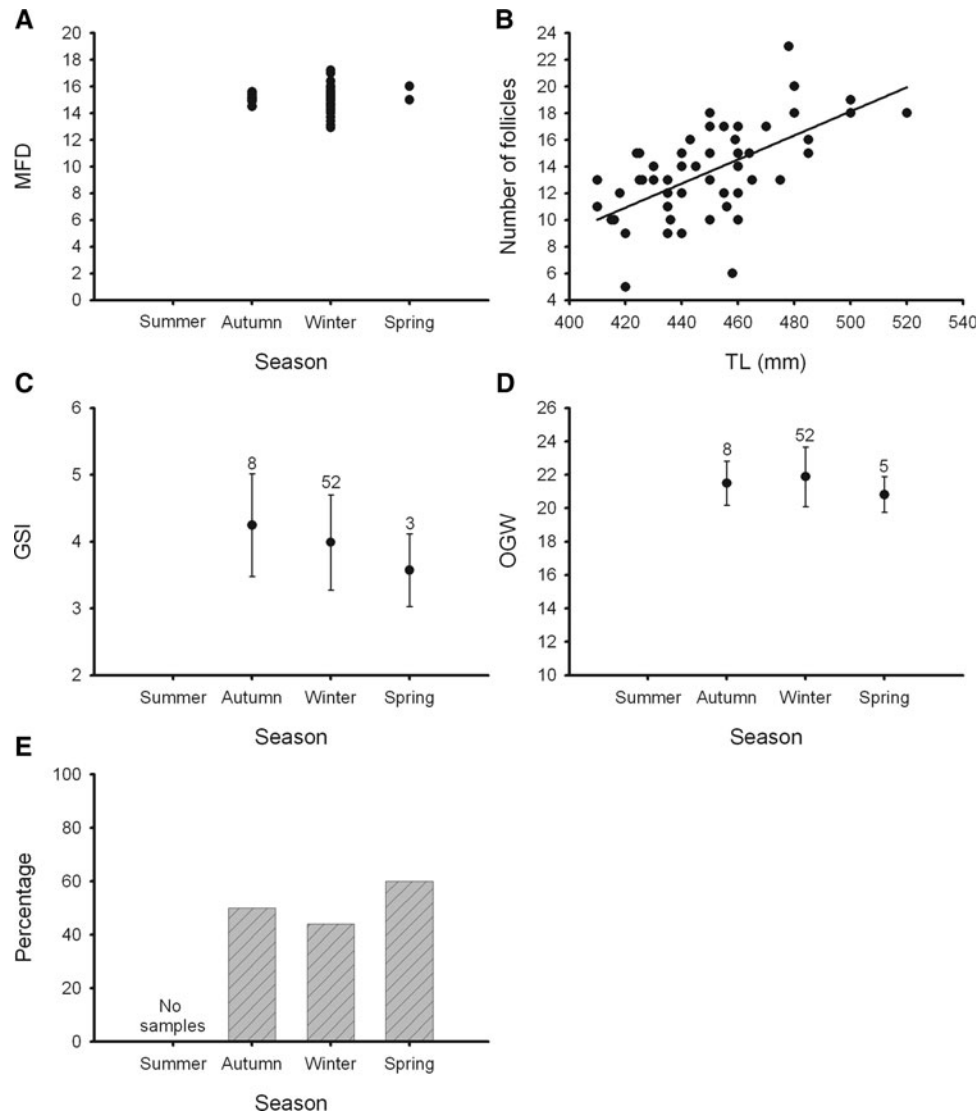 A
20
18
16
14
12
10
8
6
4
2
0
MFD
Summer Autumn Winter Spring
Season
B
24
22
20
18
16
14
12
10
8
6
4
Number of follicles
400 420 440 460 480 500 520 540
TL (mm)
C
6
5
4
3
2
GSI
8
52
3
Summer Autumn Winter Spring
Season
D
26
24
22
20
18
16
14
12
10
OGW
8
52
5
Summer Autumn Winter Spring
Season
E
100
80
60
40
20
0
Percentage
No
samples
Summer Autumn Winter Spring
Season